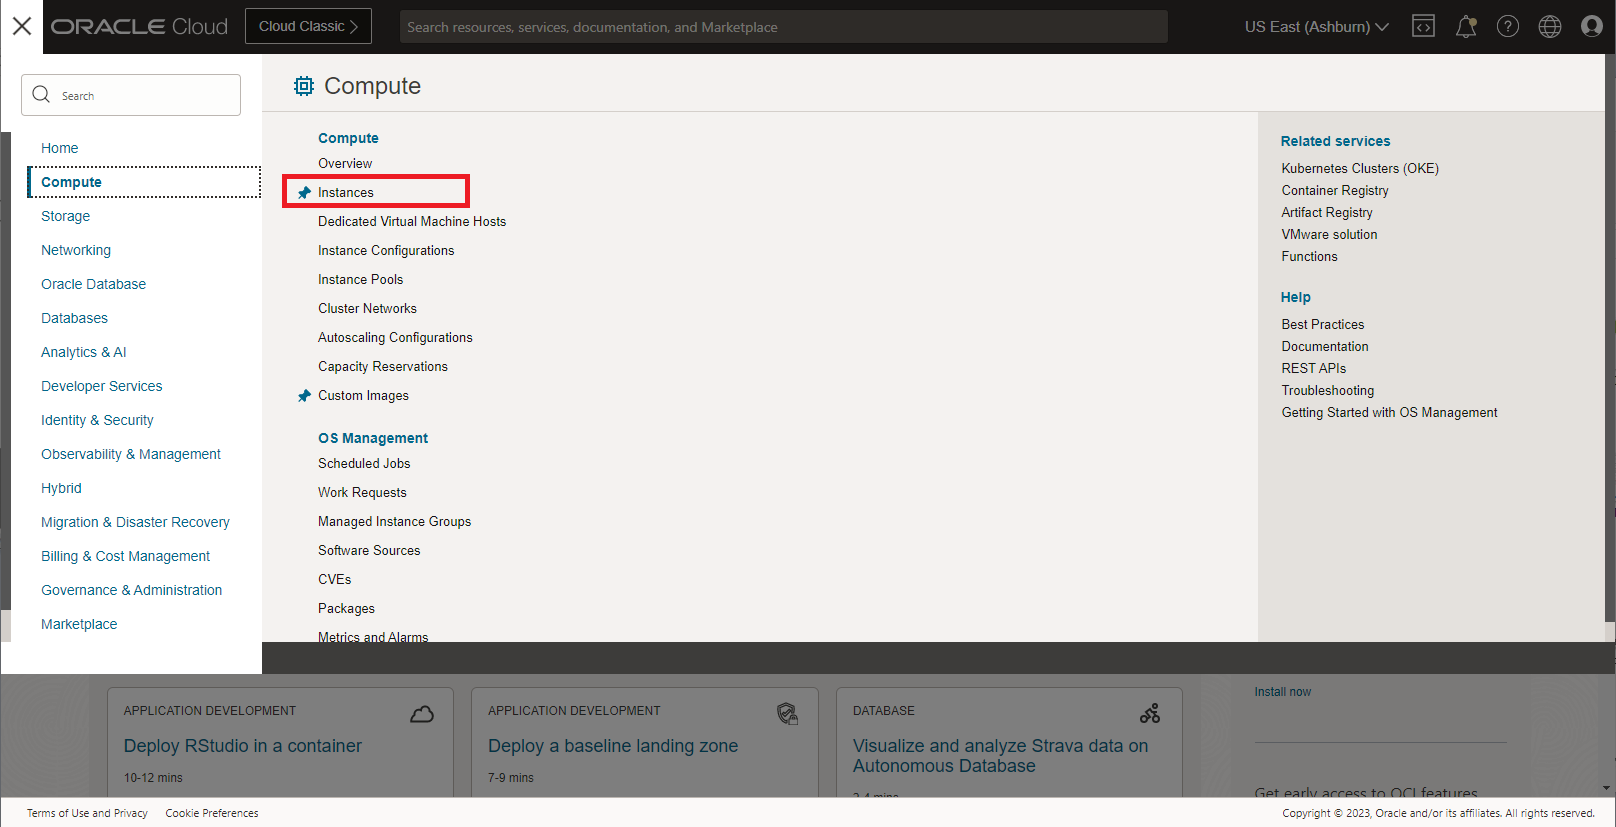 ORACLE Cloud
Cloud Classic
Search resources, services, documentation, and Marketplace
US East (Ashburn)
Search
Home
Compute
Storage
Networking
Oracle Database
Databases
Analytics & AI
Developer Services
Identity & Security
Observability & Management
Hybrid
Migration & Disaster Recovery
Billing & Cost Management
Governance & Administration
Marketplace
Compute
Compute
Overview
Instances
Dedicated Virtual Machine Hosts
Instance Configurations
Instance Pools
Cluster Networks
Autoscaling Configurations
Capacity Reservations
Custom Images
OS Management
Scheduled Jobs
Work Requests
Managed Instance Groups
Software Sources
CVEs
Packages
Metrics and Alarms
Related services
Kubernetes Clusters (OKE)
Container Registry
Artifact Registry
VMware solution
Functions
Help
Best Practices
Documentation
REST APIs
Troubleshooting
Getting Started with OS Management
APPLICATION DEVELOPMENT
Deploy RStudio in a container
10-12 mins
APPLICATION DEVELOPMENT
Deploy a baseline landing zone
7-9 mins
DATABASE
Visualize and analyze Strava data on
Autonomous Database
3-4 mins
Install now
Get early access to OCI features
Terms of Use and Privacy
Cookie Preferences
Copyright © 2023, Oracle and/or its affiliates. All rights reserved.